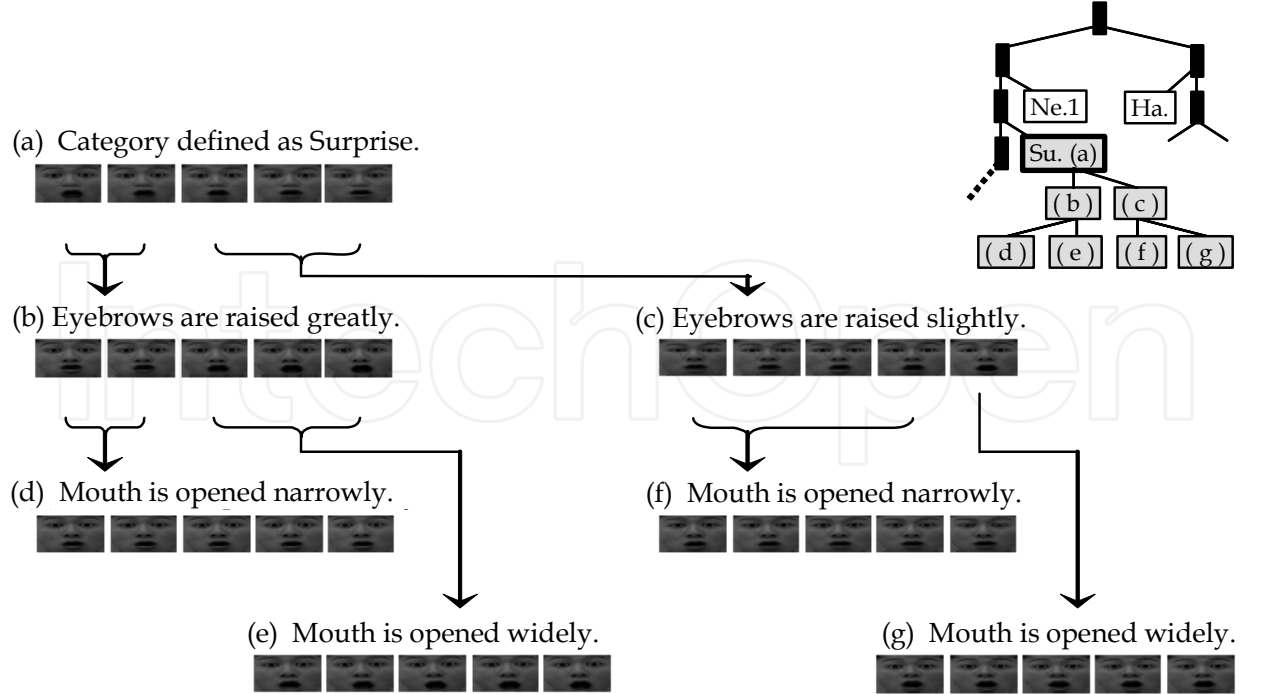 Ne.1
Ha.
(a) Category defined as Surprise.
Su. (a)
( b )
( c )
( d )
( e )
( f )
( g )
(b) Eyebrows are raised greatly.
(c) Eyebrows are raised slightly.
IntechOpen
(d) Mouth is opened narrowly.
(f) Mouth is opened narrowly.
(e) Mouth is opened widely.
(g) Mouth is opened widely.